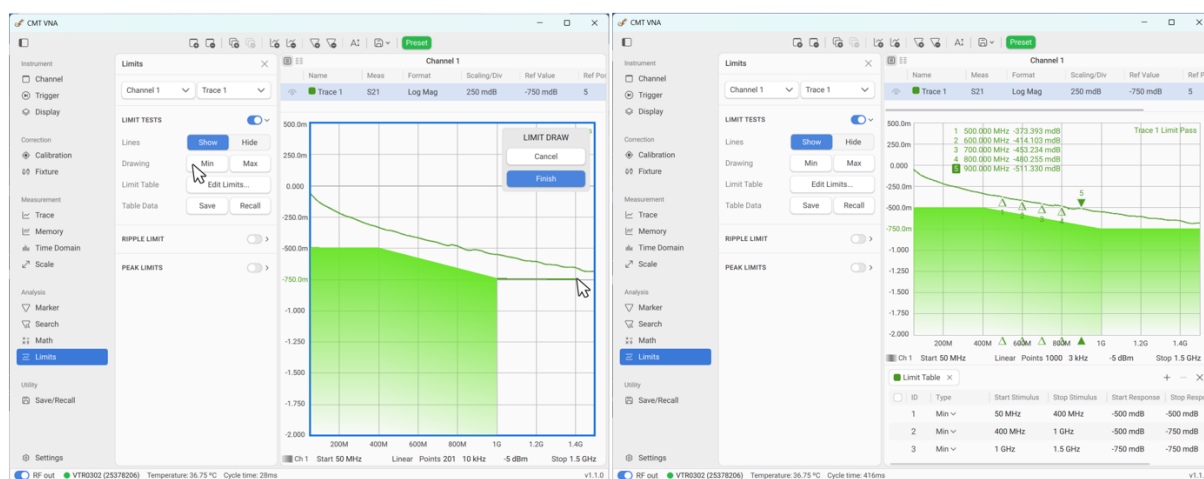 CMT VNA
Preset
Instrument
Channel
Trigger
Display
Correction
Calibration
Fixture
Measurement
Trace
Memory
Time Domain
Scale
Analysis
Marker
Search
Math
Limits
Utility
Save/Recall
Settings
Limits
Channel 1 Trace 1
LIMIT TESTS
Lines Show Hide
Drawing Min Max
Limit Table Edit Limits...
Table Data Save Recall
RIPPLE LIMIT
PEAK LIMITS
Channel 1
Name Meas Format Scaling/Div Ref Value Ref Po
Trace 1 S21 Log Mag 250 mdB -750 mdB 5
LIMIT DRAW
Cancel
Finish
500.0m
250.0m
0.000
-250.0m
-500.0m
-750.0m
-1.000
-1.250
-1.500
-1.750
-2.000
200M 400M 600M 800M 1G 1.2G 1.4G
Ch 1 Start 50 MHz Linear Points 201 10 kHz -5 dBm Stop 1.5 GHz
RF out VTR0302 (25378206) Temperature: 36.75 °C Cycle time: 28ms v1.1.0
CMT VNA
Preset
Instrument
Channel
Trigger
Display
Correction
Calibration
Fixture
Measurement
Trace
Memory
Time Domain
Scale
Analysis
Marker
Search
Math
Limits
Utility
Save/Recall
Settings
Limits
Channel 1 Trace 1
LIMIT TESTS
Lines Show Hide
Drawing Min Max
Limit Table Edit Limits...
Table Data Save Recall
RIPPLE LIMIT
PEAK LIMITS
Channel 1
Name Meas Format Scaling/Div Ref Value Ref P
Trace 1 S21 Log Mag 250 mdB -750 mdB 5
Trace 1 Limit Pass
1 500.000 MHz -373.393 mdB
2 600.000 MHz -414.103 mdB
3 700.000 MHz -453.234 mdB
4 800.000 MHz -480.255 mdB
5 900.000 MHz -511.330 mdB
500.0m
250.0m
0.000
-250.0m
-500.0m
-750.0m
-1.000
-1.250
-1.500
-1.750
-2.000
1 2 3 4 5
200M 400M 600M 800M 1G 1.2G 1.4G
Ch 1 Start 50 MHz Linear Points 1000 3 kHz -5 dBm Stop 1.5 GHz
Limit Table
ID Type Start Stimulus Stop Stimulus Start Response Stop Resp
1 Min 50 MHz 400 MHz -500 mdB -500 mdB
2 Min 400 MHz 1 GHz -500 mdB -750 mdB
3 Min 1 GHz 1.5 GHz -750 mdB -750 mdB
RF out VTR0302 (25378206) Temperature: 36.75 °C Cycle time: 416ms v1.1.